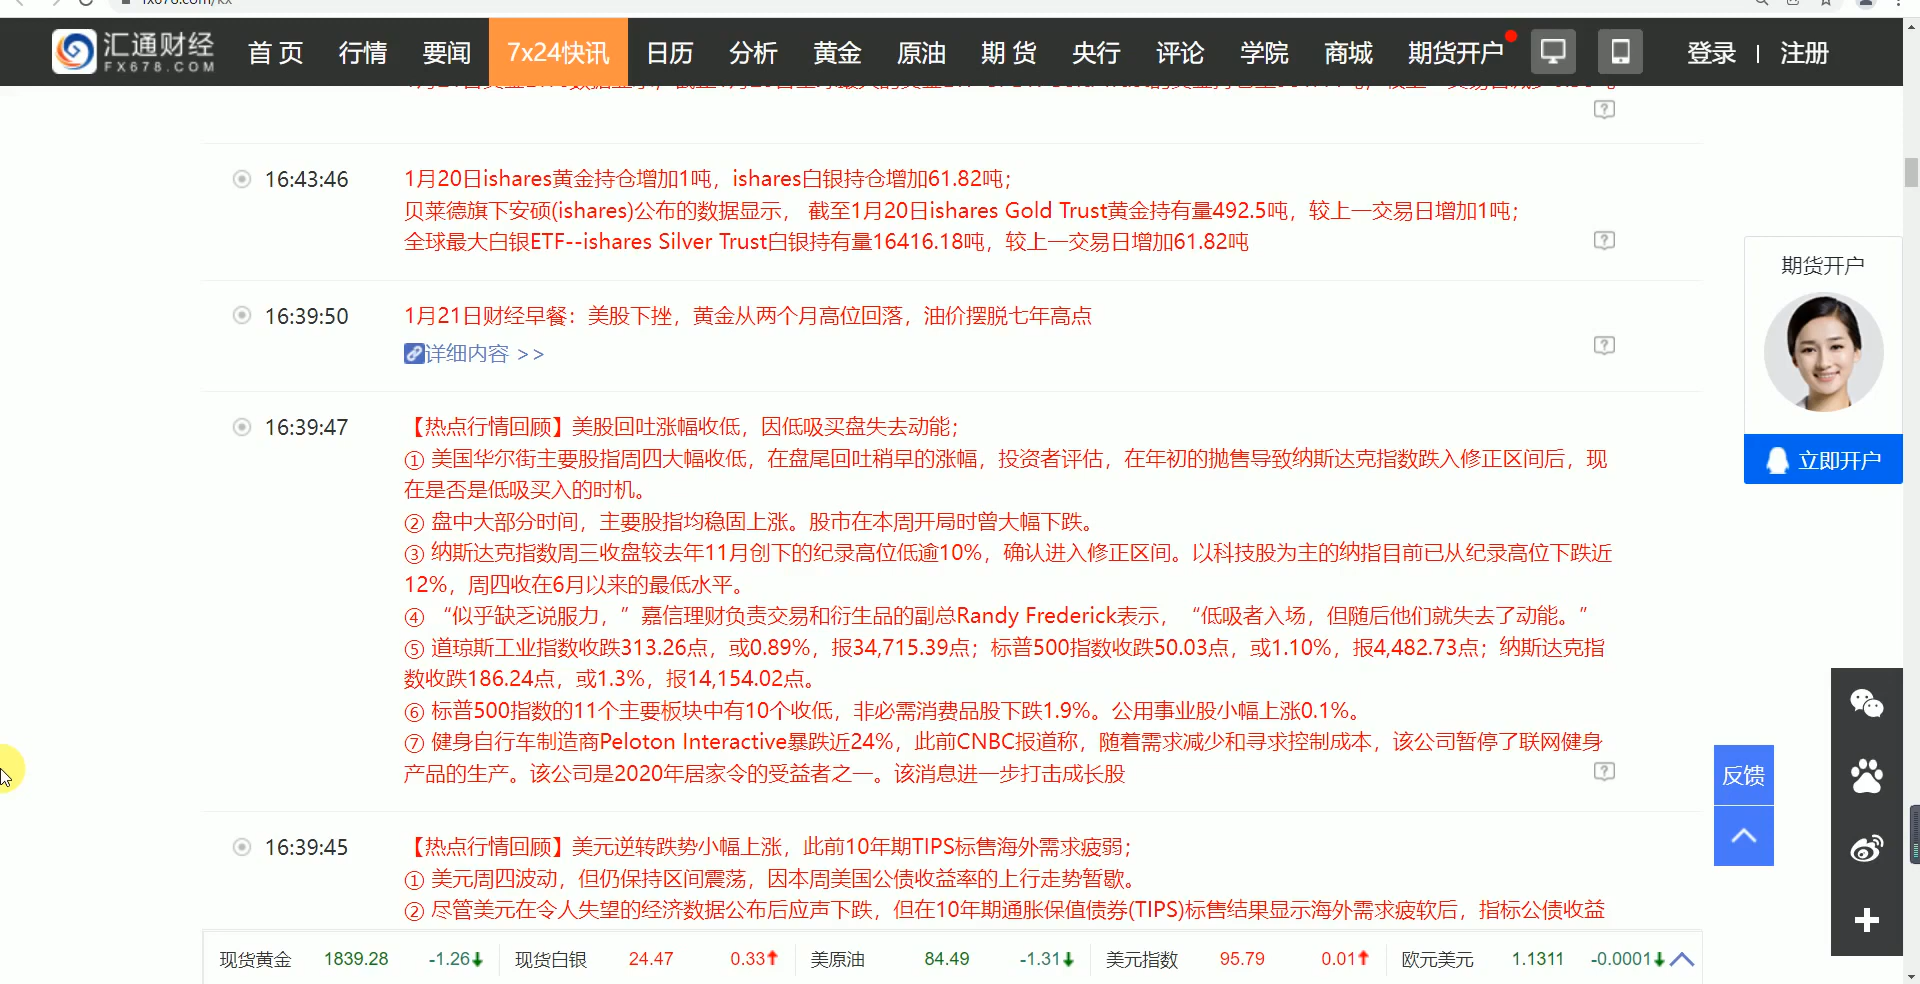 汇通财经
FX678.COM
首 页 行情 要闻 7x24快讯 日历 分析 黄金 原油 期 货 央行 评论 学院 商城 期货开户 登录 | 注册
16:43:46
1月20日ishares黄金持仓增加1吨，ishares白银持仓增加61.82吨；
贝莱德旗下安硕(ishares)公布的数据显示， 截至1月20日ishares Gold Trust黄金持有量492.5吨，较上一交易日增加1吨；
全球最大白银ETF--ishares Silver Trust白银持有量16416.18吨，较上一交易日增加61.82吨
期货开户
立即开户
16:39:50
1月21日财经早餐：美股下挫，黄金从两个月高位回落，油价摆脱七年高点
详细内容 >>
16:39:47
【热点行情回顾】美股回吐涨幅收低，因低吸买盘失去动能；
① 美国华尔街主要股指周四大幅收低，在盘尾回吐稍早的涨幅，投资者评估，在年初的抛售导致纳斯达克指数跌入修正区间后，现
在是否是低吸买入的时机。
② 盘中大部分时间，主要股指均稳固上涨。股市在本周开局时曾大幅下跌。
③ 纳斯达克指数周三收盘较去年11月创下的纪录高位低逾10%，确认进入修正区间。以科技股为主的纳指目前已从纪录高位下跌近
12%，周四收在6月以来的最低水平。
④ “似乎缺乏说服力，”嘉信理财负责交易和衍生品的副总Randy Frederick表示，“低吸者入场，但随后他们就失去了动能。”
⑤ 道琼斯工业指数收跌313.26点，或0.89%，报34,715.39点；标普500指数收跌50.03点，或1.10%，报4,482.73点；纳斯达克指
数收跌186.24点，或1.3%，报14,154.02点。
⑥ 标普500指数的11个主要板块中有10个收低，非必需消费品股下跌1.9%。公用事业股小幅上涨0.1%。
⑦ 健身自行车制造商Peloton Interactive暴跌近24%，此前CNBC报道称，随着需求减少和寻求控制成本，该公司暂停了联网健身
产品的生产。该公司是2020年居家令的受益者之一。该消息进一步打击成长股
反馈
16:39:45
【热点行情回顾】美元逆转跌势小幅上涨，此前10年期TIPS标售海外需求疲弱；
① 美元周四波动，但仍保持区间震荡，因本周美国公债收益率的上行走势暂歇。
② 尽管美元在令人失望的经济数据公布后应声下跌，但在10年期通胀保值债券(TIPS)标售结果显示海外需求疲软后，指标公债收益
现货黄金 1839.28 -1.26↓ 现货白银 24.47 0.33↑ 美原油 84.49 -1.31↓ 美元指数 95.79 0.01↑ 欧元美元 1.1311 -0.0001↓